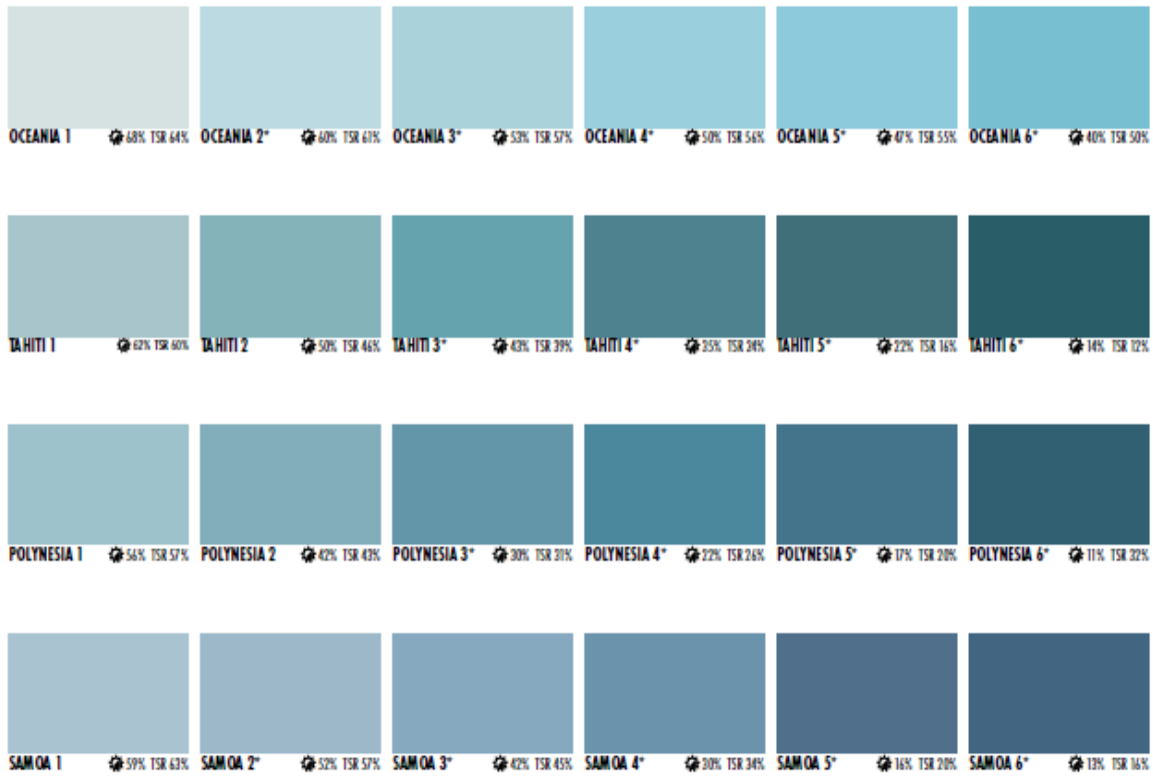 OCEANIA 1 68% TSR 64% OCEANIA 2* 60% TSR 61% OCEANIA 3* 53% TSR 57% OCEANIA 4* 50% TSR 56% OCEANIA 5* 47% TSR 55% OCEANIA 6* 40% TSR 50%
TAHITI 1 62% TSR 60% TAHITI 2 50% TSR 46% TAHITI 3* 43% TSR 39% TAHITI 4* 35% TSR 24% TAHITI 5* 22% TSR 16% TAHITI 6* 14% TSR 12%
POLYNESIA 1 56% TSR 57% POLYNESIA 2 42% TSR 43% POLYNESIA 3* 30% TSR 31% POLYNESIA 4* 22% TSR 26% POLYNESIA 5* 17% TSR 20% POLYNESIA 6* 11% TSR 32%
SAMOA 1 59% TSR 63% SAMOA 2* 52% TSR 57% SAMOA 3* 42% TSR 45% SAMOA 4* 30% TSR 34% SAMOA 5* 16% TSR 20% SAMOA 6* 13% TSR 16%